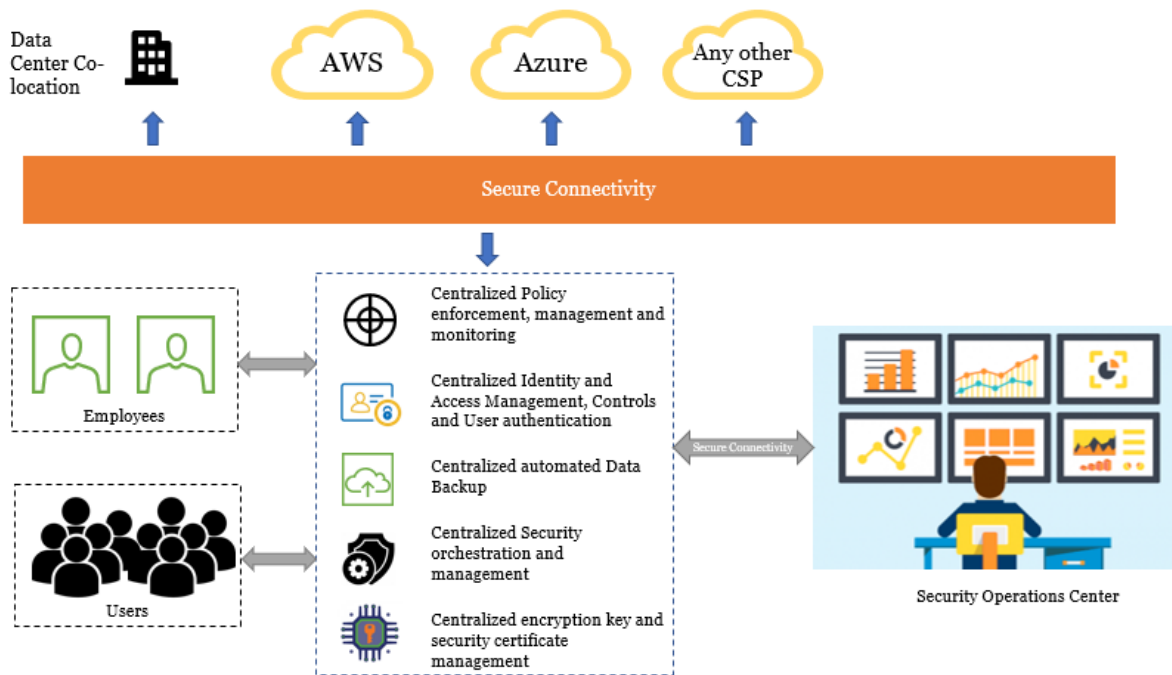 Data
Center Co-
location
AWS
Azure
Any other
CSP
Secure Connectivity
Employees
Users
Centralized Policy
enforcement, management and
monitoring
Centralized Identity and
Access Management, Controls
and User authentication
Centralized automated Data
Backup
Centralized Security
orchestration and
management
Centralized encryption key and
security certificate
management
Secure Connectivity
Security Operations Center